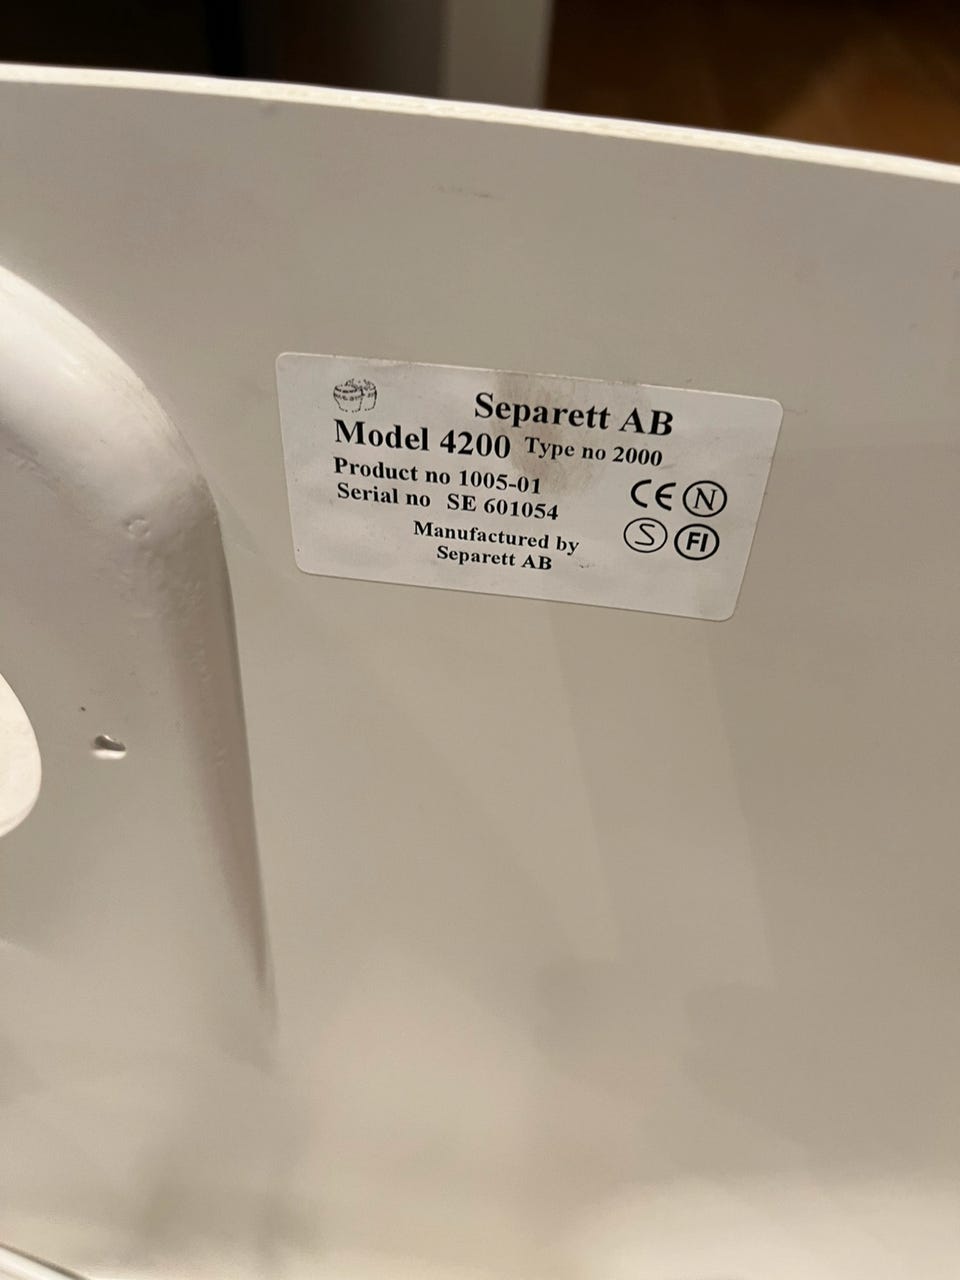 Separett AB
Model 4200 Type no 2000
Product no 1005-01
Serial no SE 601054
CE N
S FI
Manufactured by
Separett AB